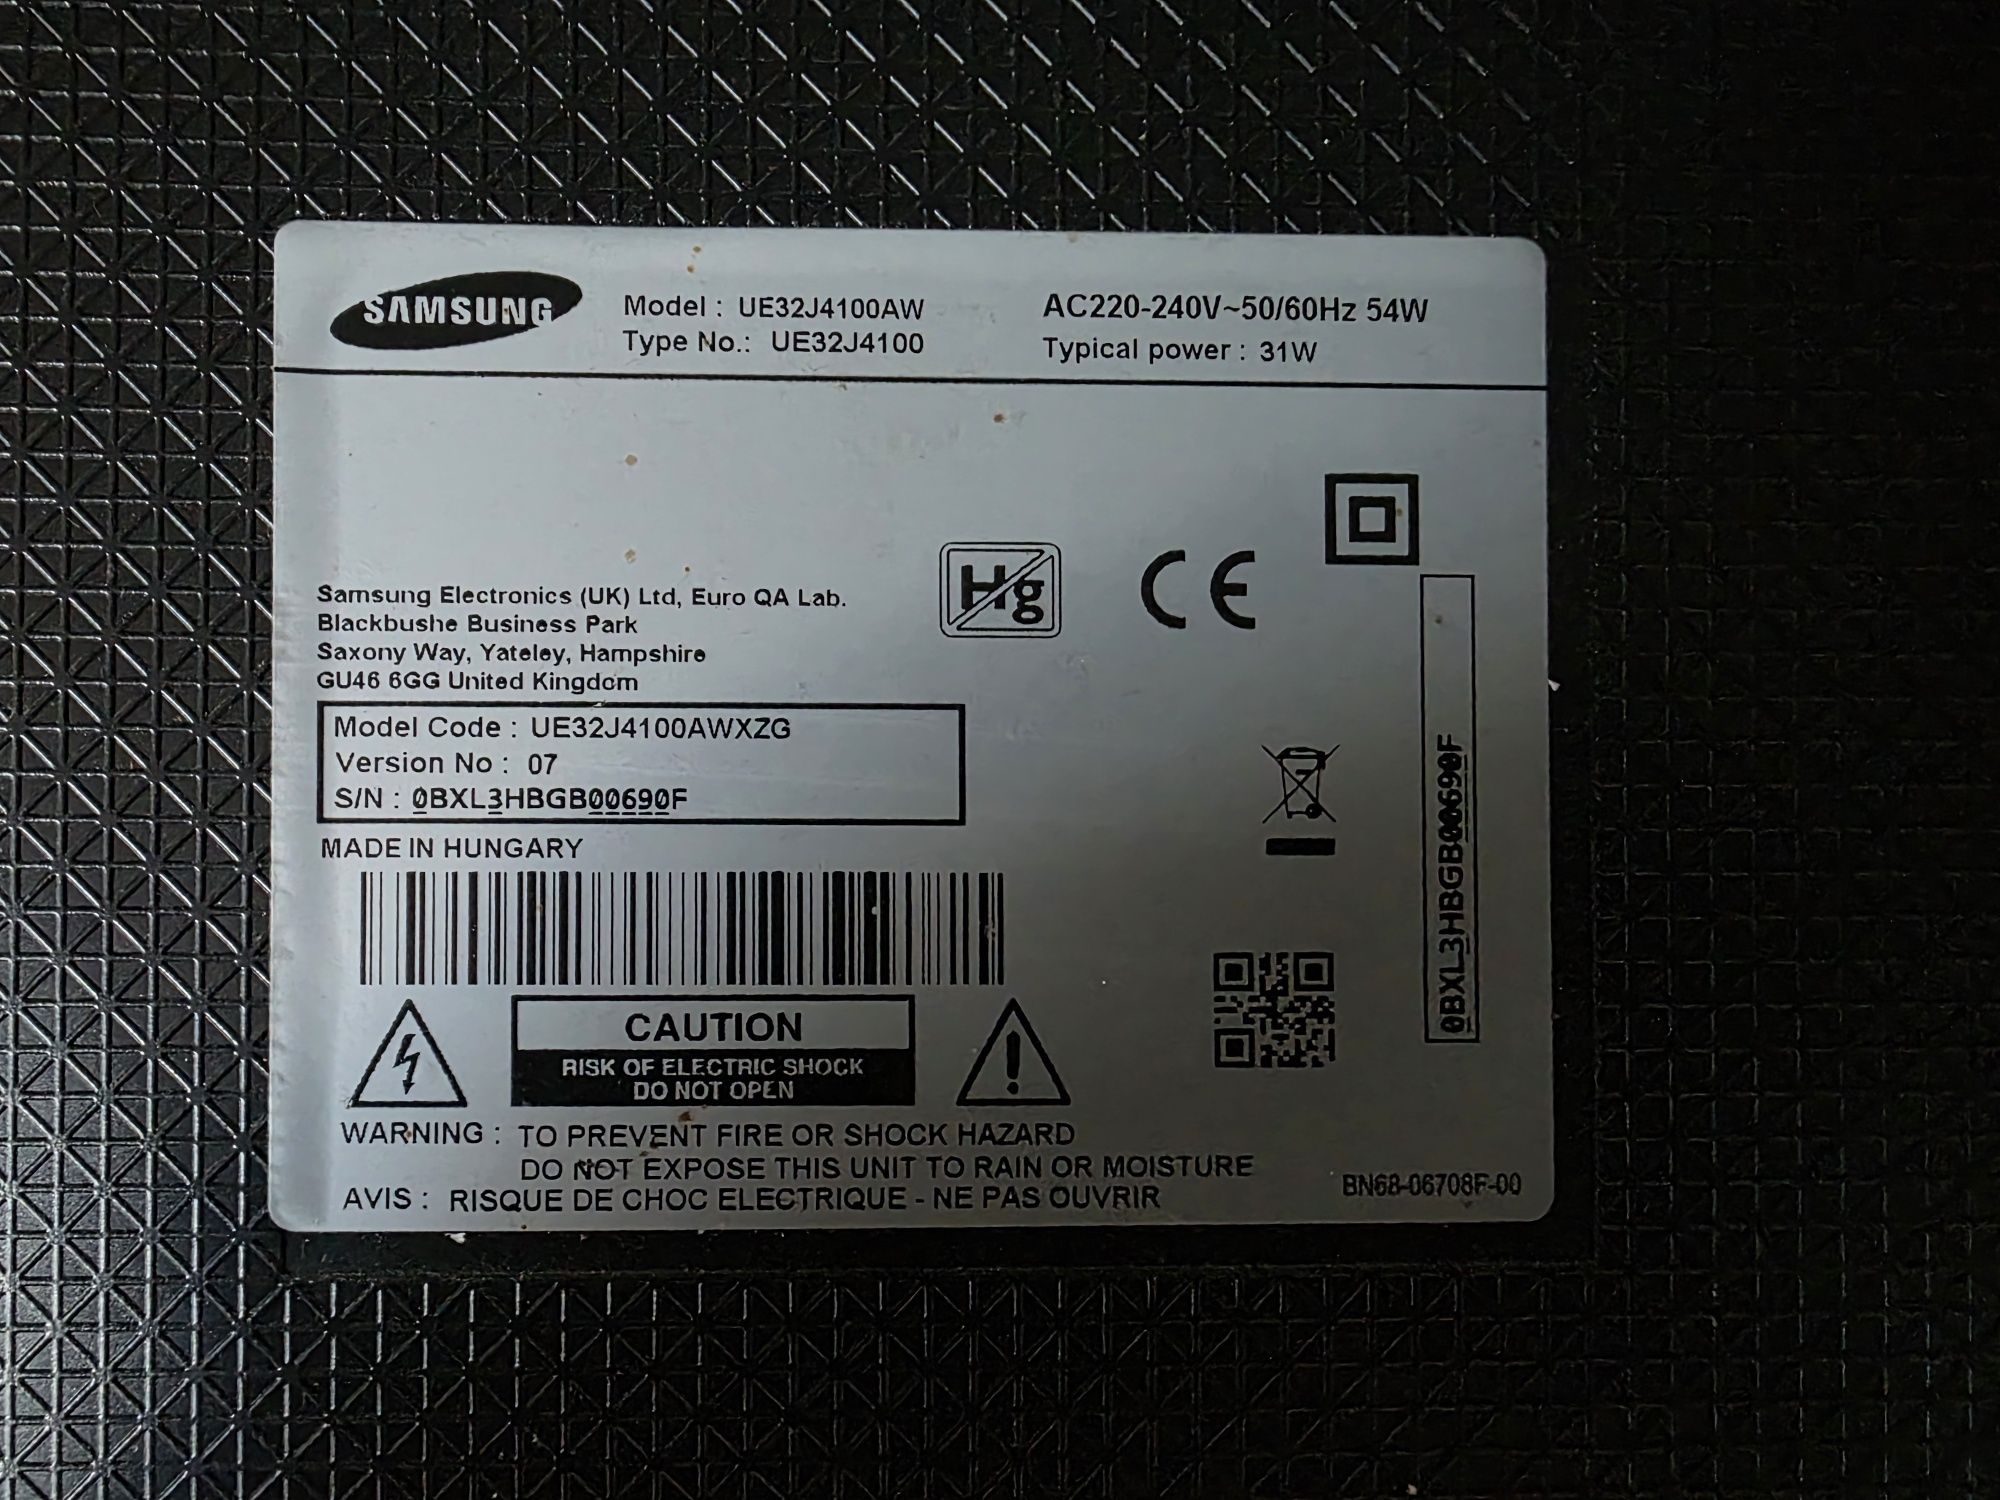 SAMSUNG
Model : UE32J4100AW
Type No.: UE32J4100
AC220-240V~50/60Hz 54W
Typical power : 31W
Hg
CE
Samsung Electronics (UK) Ltd, Euro QA Lab.
Blackbushe Business Park
Saxony Way, Yateley, Hampshire
GU46 6GG United Kingdom
Model Code : UE32J4100AWXZG
Version No : 07
S/N : 0BXL3HBGB00690F
MADE IN HUNGARY
0BXL3HBGB00690F
CAUTION
RISK OF ELECTRIC SHOCK
DO NOT OPEN
WARNING : TO PREVENT FIRE OR SHOCK HAZARD
DO NOT EXPOSE THIS UNIT TO RAIN OR MOISTURE
AVIS : RISQUE DE CHOC ELECTRIQUE - NE PAS OUVRIR
BN68-06708F-00